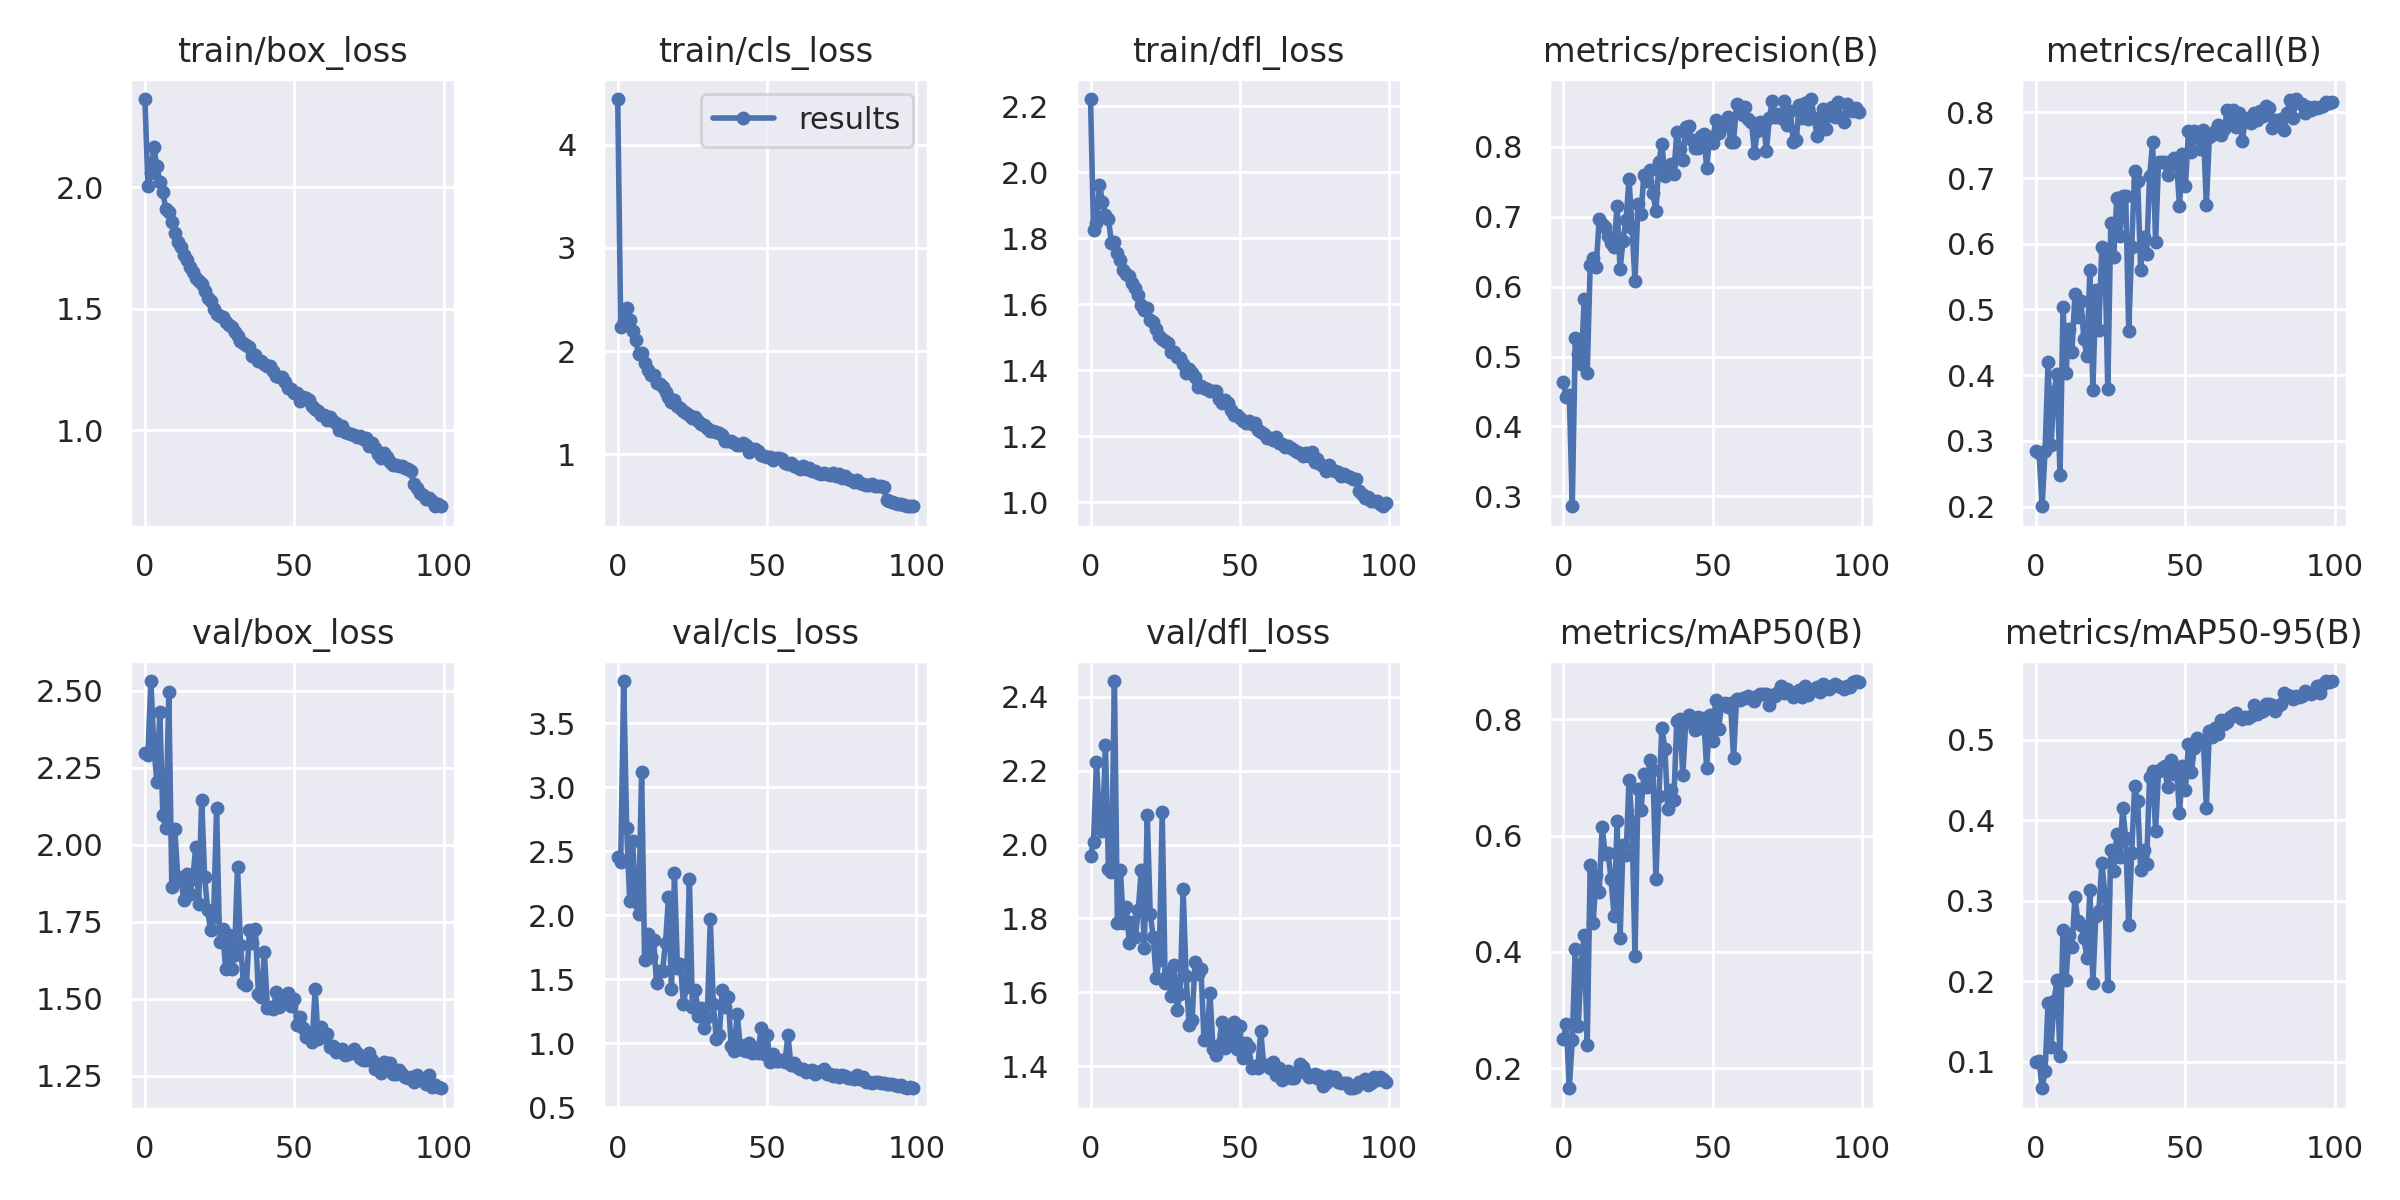 train/box_loss
2.0
1.5
1.0
0 50 100
train/cls_loss
results
4
3
2
1
0 50 100
train/dfl_loss
2.2
2.0
1.8
1.6
1.4
1.2
1.0
0 50 100
metrics/precision(B)
0.8
0.7
0.6
0.5
0.4
0.3
0 50 100
metrics/recall(B)
0.8
0.7
0.6
0.5
0.4
0.3
0.2
0 50 100
val/box_loss
2.50
2.25
2.00
1.75
1.50
1.25
0 50 100
val/cls_loss
3.5
3.0
2.5
2.0
1.5
1.0
0.5
0 50 100
val/dfl_loss
2.4
2.2
2.0
1.8
1.6
1.4
0 50 100
metrics/mAP50(B)
0.8
0.6
0.4
0.2
0 50 100
metrics/mAP50-95(B)
0.5
0.4
0.3
0.2
0.1
0 50 100